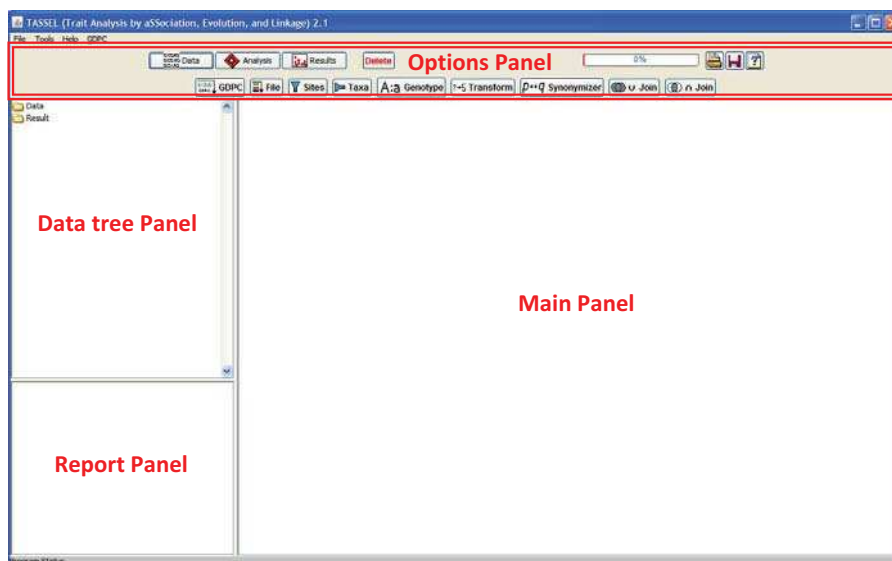 TASSEL (Trait Analysis by aSSociation, Evolution, and Linkage) 2.1
File Tools Help GDPC
Data Analysis Results Delete Options Panel 0%
GDPC File Sites Taxa A:a Genotype Transform p↔q Synonymizer ∪ Join ∩ Join
Data
Result
Data tree Panel
Main Panel
Report Panel